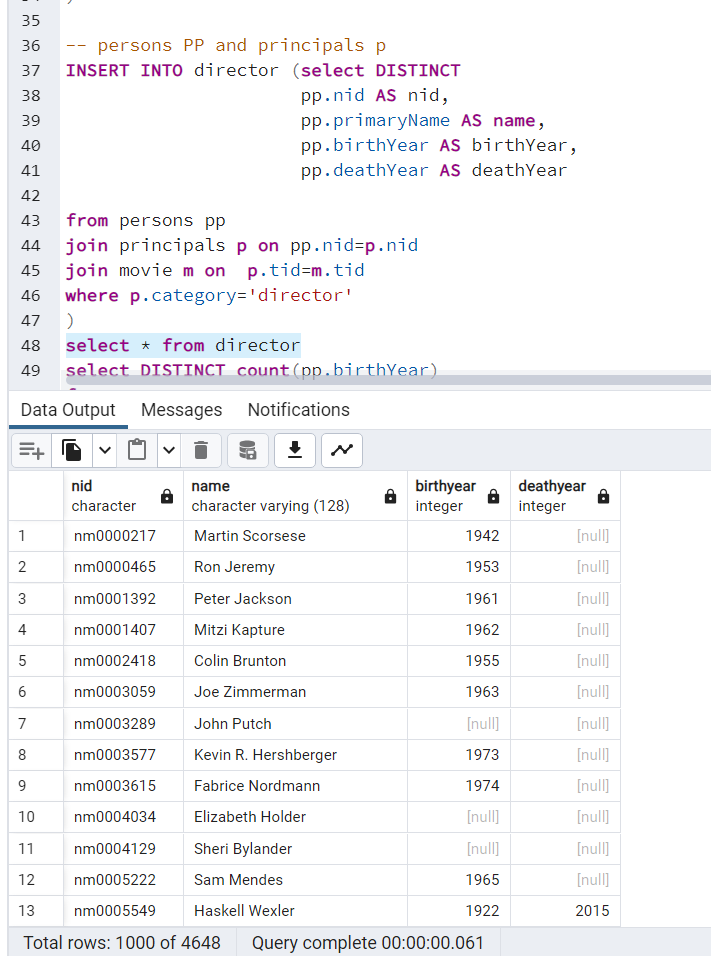 35
36 -- persons PP and principals p
37 INSERT INTO director (select DISTINCT
38 pp.nid AS nid,
39 pp.primaryName AS name,
40 pp.birthYear AS birthYear,
41 pp.deathYear AS deathYear
42
43 from persons pp
44 join principals p on pp.nid=p.nid
45 join movie m on  p.tid=m.tid
46 where p.category='director'
47 )
48 select * from director
49 select DISTINCT count(pp.birthYear)
Data Output Messages Notifications
nid name birthyear deathyear
character character varying (128) integer integer
1 nm0000217 Martin Scorsese 1942 [null]
2 nm0000465 Ron Jeremy 1953 [null]
3 nm0001392 Peter Jackson 1961 [null]
4 nm0001407 Mitzi Kapture 1962 [null]
5 nm0002418 Colin Brunton 1955 [null]
6 nm0003059 Joe Zimmerman 1963 [null]
7 nm0003289 John Putch [null] [null]
8 nm0003577 Kevin R. Hershberger 1973 [null]
9 nm0003615 Fabrice Nordmann 1974 [null]
10 nm0004034 Elizabeth Holder [null] [null]
11 nm0004129 Sheri Bylander [null] [null]
12 nm0005222 Sam Mendes 1965 [null]
13 nm0005549 Haskell Wexler 1922 2015
Total rows: 1000 of 4648 Query complete 00:00:00.061